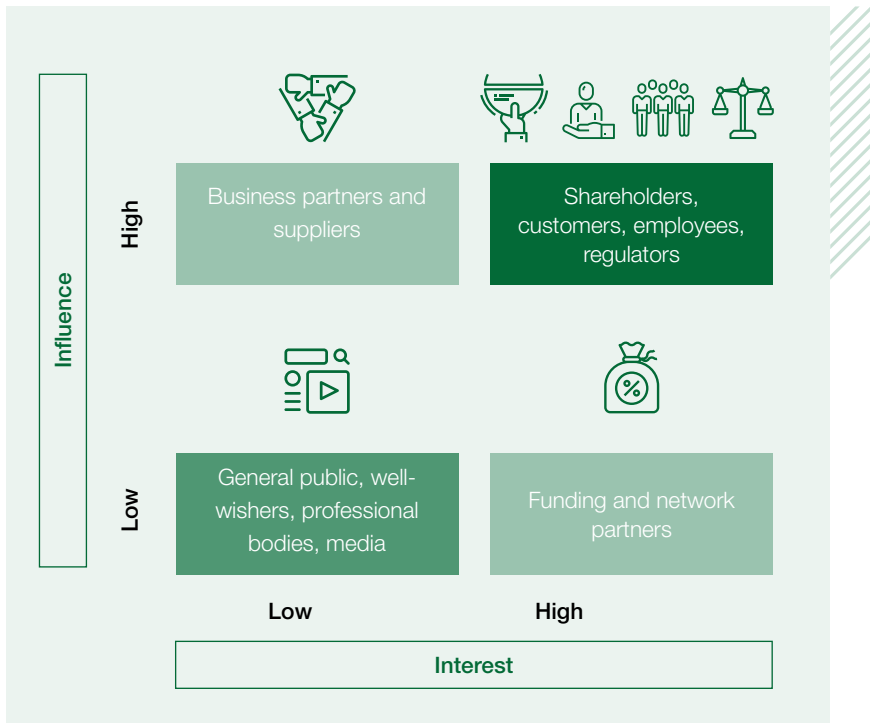 Influence
High
Business partners and
suppliers
Shareholders,
customers, employees,
regulators
Low
General public, well-
wishers, professional
bodies, media
Funding and network
partners
Low
High
Interest